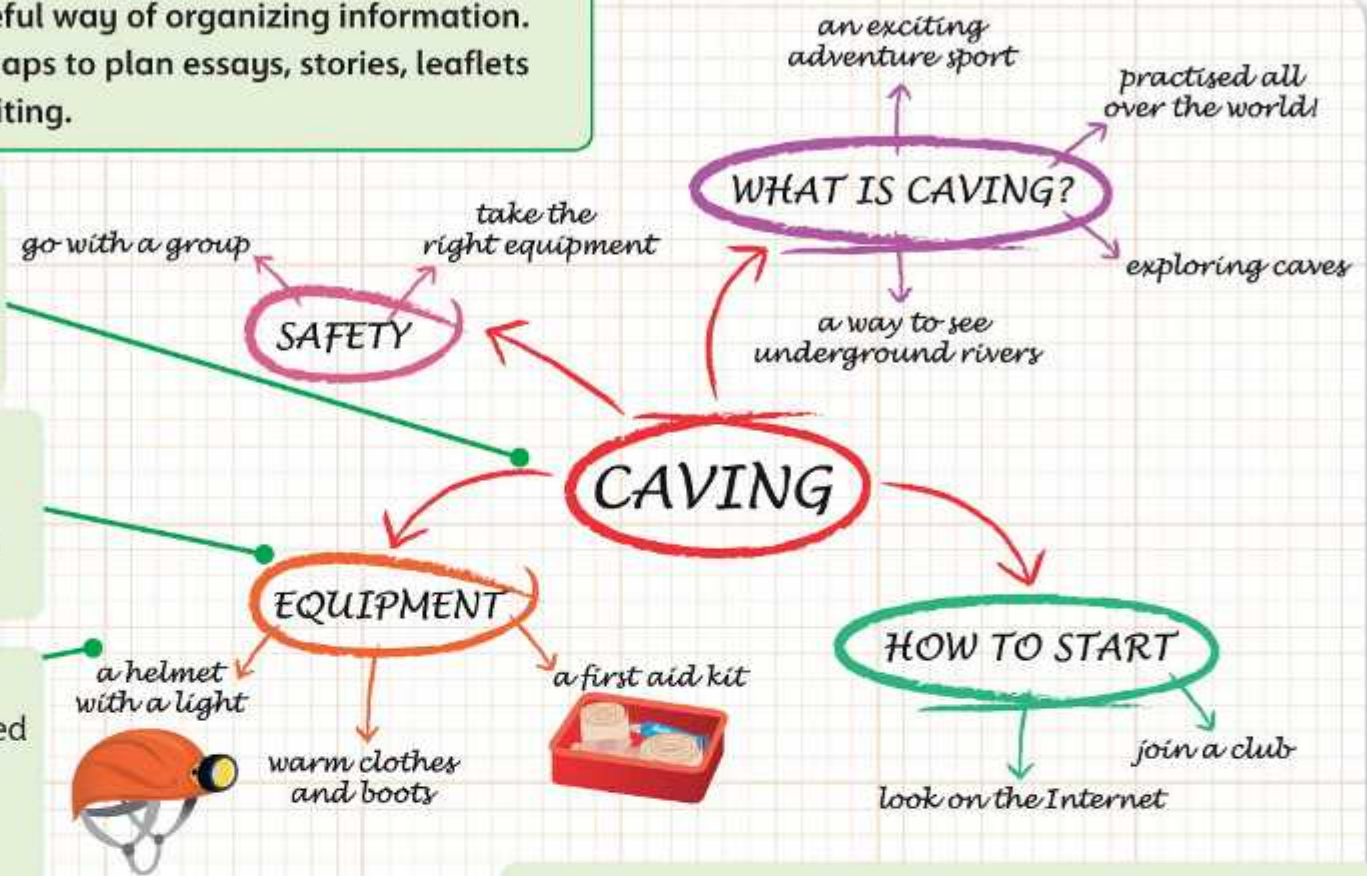 eful way of organizing information.
aps to plan essays, stories, leaflets
iting.
an exciting
adventure sport
practised all
over the world!
WHAT IS CAVING?
exploring caves
a way to see
underground rivers
take the
right equipment
go with a group
SAFETY
CAVING
EQUIPMENT
a helmet
with a light
warm clothes
and boots
a first aid kit
HOW TO START
join a club
look on the Internet
ed